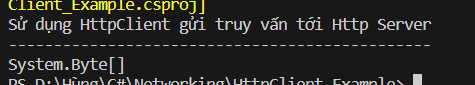 Client_Example.csproj]
Sử dụng HttpClient gửi truy vấn tới Http Server
-----------------------------------------------
System.Byte[]
PS D:\Hùng\C#\Networking\HttpClient_Example>